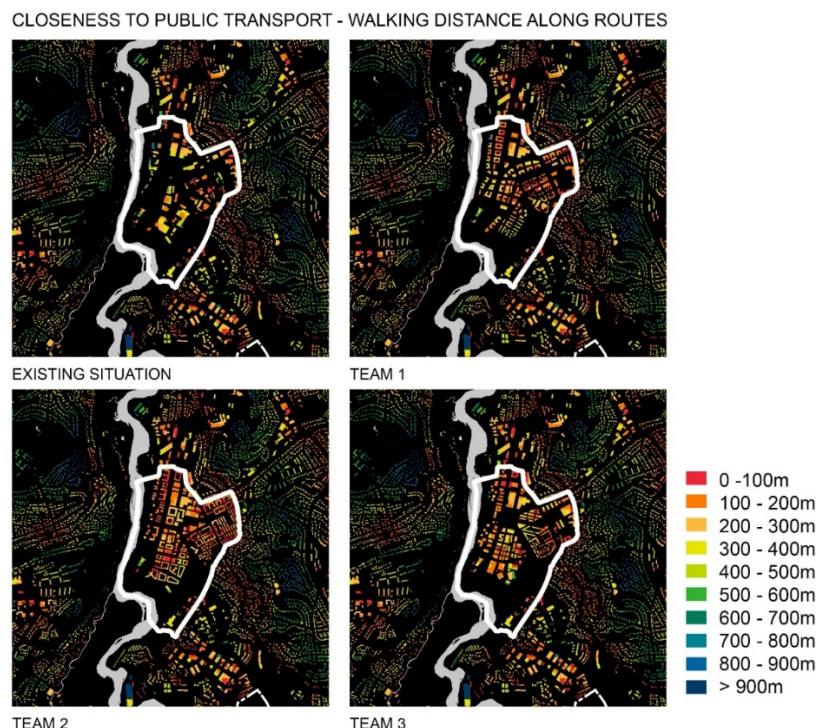 CLOSENESS TO PUBLIC TRANSPORT - WALKING DISTANCE ALONG ROUTES
EXISTING SITUATION
TEAM 1
TEAM 2
TEAM 3
0 -100m
100 - 200m
200 - 300m
300 - 400m
400 - 500m
500 - 600m
600 - 700m
700 - 800m
800 - 900m
> 900m